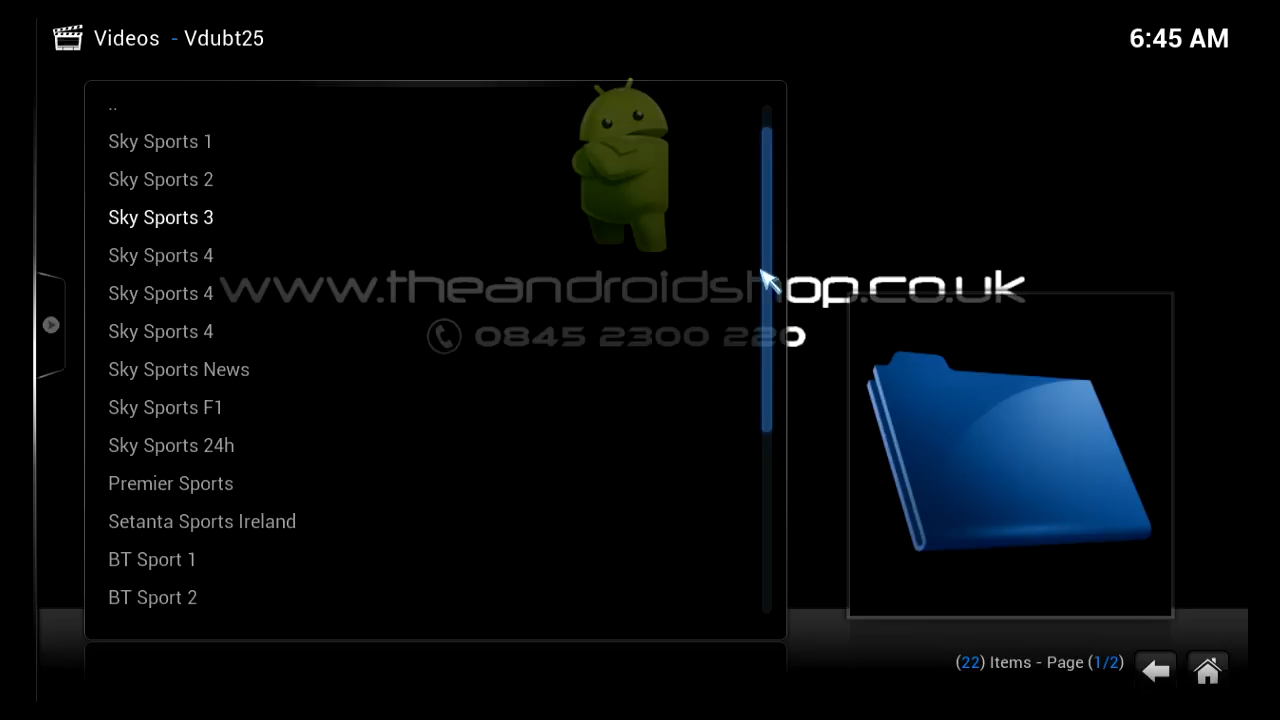 Videos - Vdubt25
6:45 AM
..
Sky Sports 1
Sky Sports 2
Sky Sports 3
Sky Sports 4
Sky Sports 4
Sky Sports 4
Sky Sports News
Sky Sports F1
Sky Sports 24h
Premier Sports
Setanta Sports Ireland
BT Sport 1
BT Sport 2
www.theandroidshop.co.uk
0845 2300 220
(22) Items - Page (1/2)